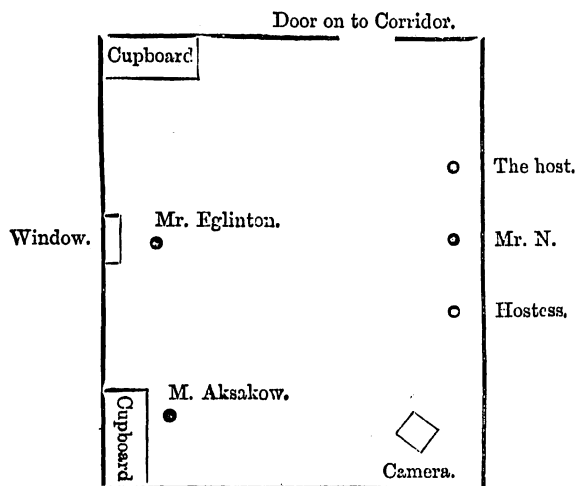 Door on to Corridor.
Cupboard
The host.
Mr. Eglinton.
Window.
Mr. N.
Hostess.
M. Aksakow.
Cupboard
Camera.